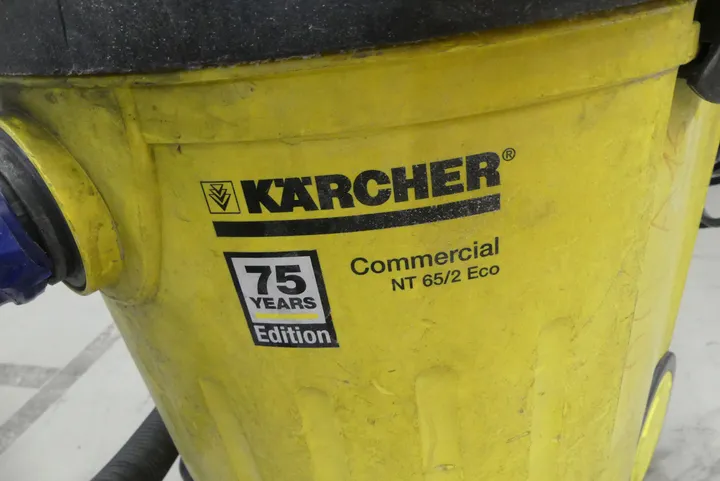 KÄRCHER®
Commercial
NT 65/2 Eco
75
YEARS
Edition